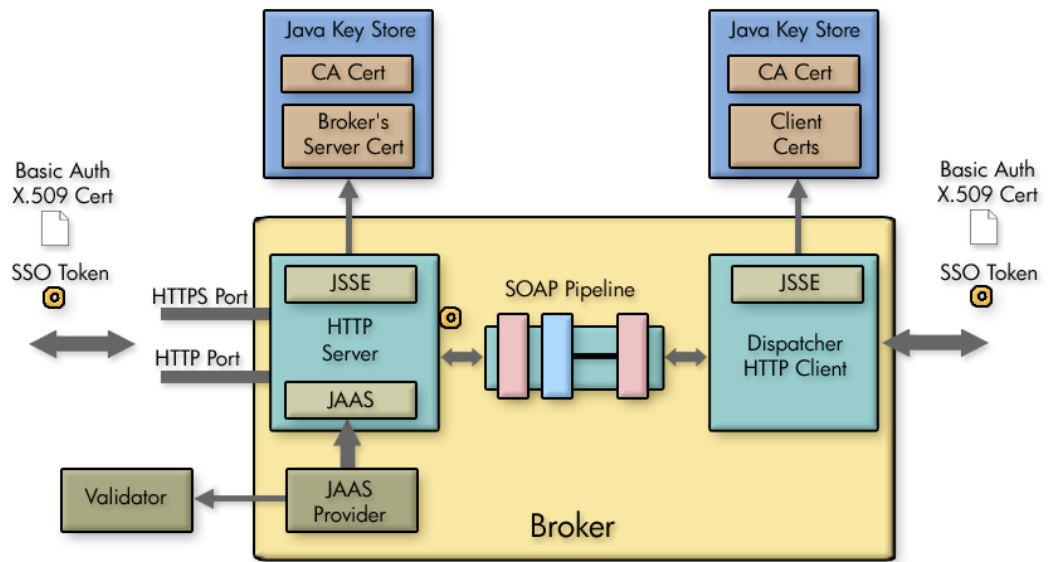 Java Key Store
CA Cert
Broker's
Server Cert
Java Key Store
CA Cert
Client
Certs
Basic Auth
X.509 Cert
SSO Token
Basic Auth
X.509 Cert
SSO Token
HTTPS Port
HTTP Port
JSSE
HTTP
Server
JAAS
SOAP Pipeline
JSSE
Dispatcher
HTTP Client
Validator
JAAS
Provider
Broker